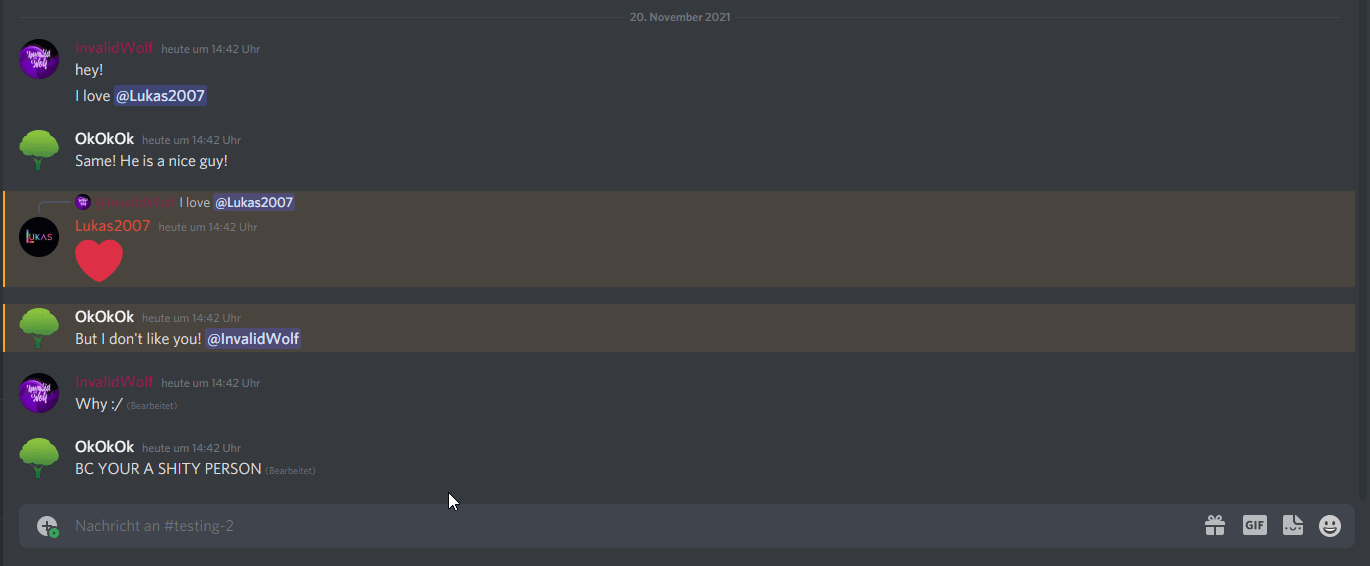 20. November 2021
InvalidWolf heute um 14:42 Uhr
hey!
I love @Lukas2007
OkOkOk heute um 14:42 Uhr
Same! He is a nice guy!
@InvalidWolf I love @Lukas2007
Lukas2007 heute um 14:42 Uhr
LUKAS
OkOkOk heute um 14:42 Uhr
But I don't like you! @InvalidWolf
InvalidWolf heute um 14:42 Uhr
Why :/ (Bearbeitet)
OkOkOk heute um 14:42 Uhr
BC YOUR A SHITY PERSON (Bearbeitet)
Nachricht an #testing-2
GIF